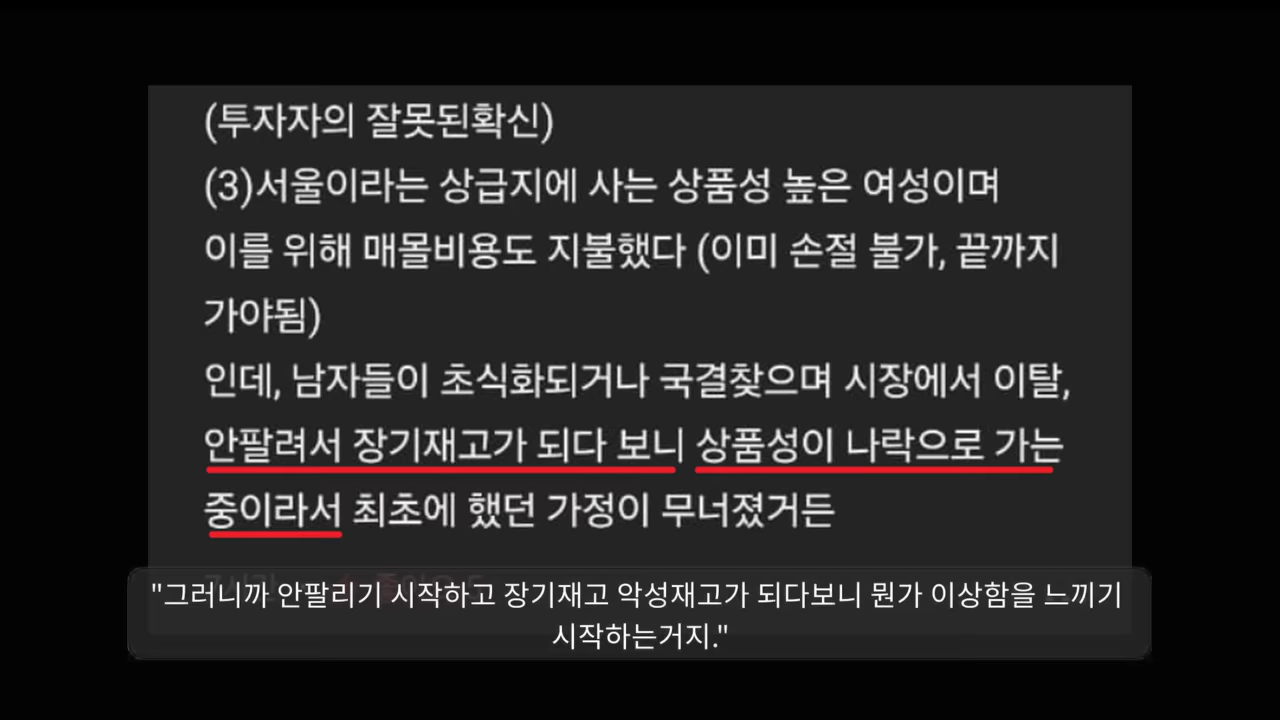 (투자자의 잘못된확신)
(3)서울이라는 상급지에 사는 상품성 높은 여성이며
이를 위해 매몰비용도 지불했다 (이미 손절 불가, 끝까지
가야됨)
인데, 남자들이 초식화되거나 국결찾으며 시장에서 이탈,
안팔려서 장기재고가 되다 보니 상품성이 나락으로 가는
중이라서 최초에 했던 가정이 무너졌거든
"그러니까 안팔리기 시작하고 장기재고 악성재고가 되다보니 뭔가 이상함을 느끼기
시작하는거지."